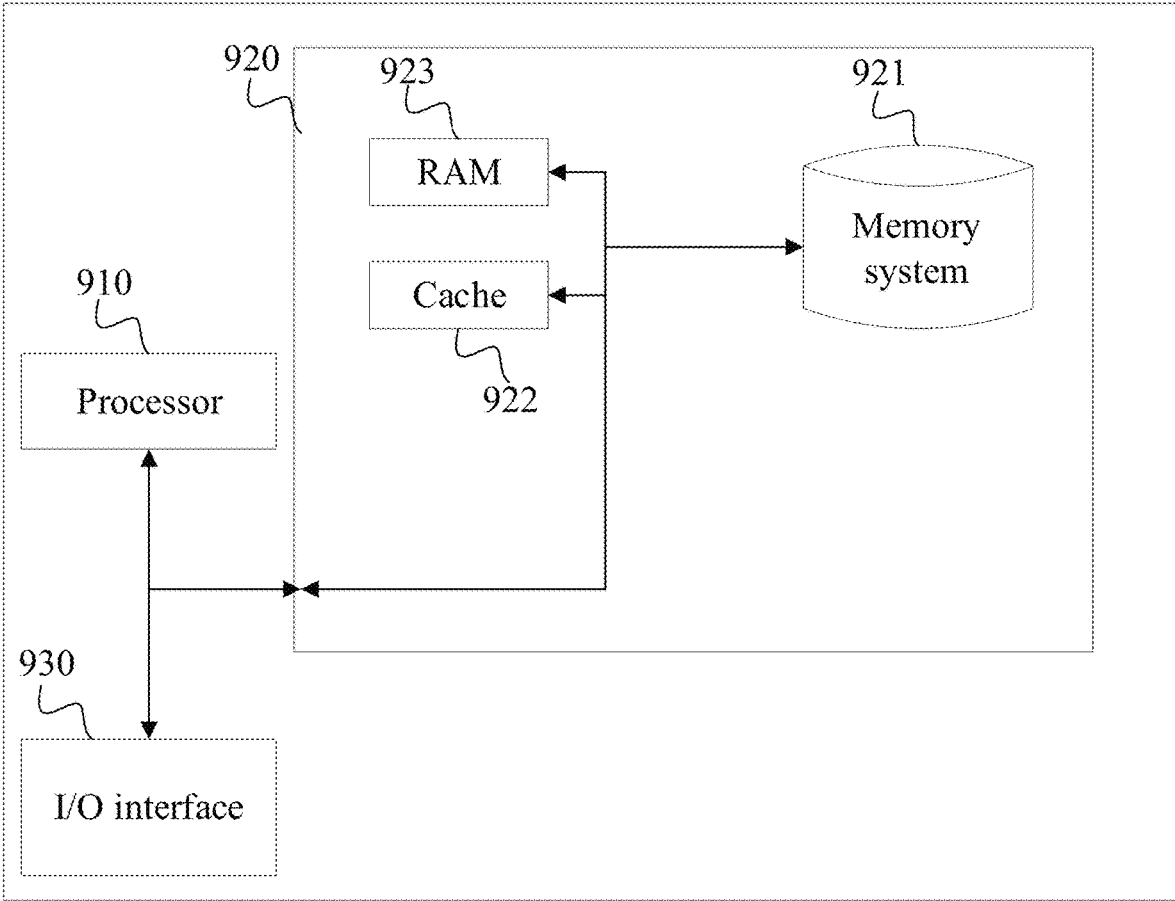 920
923
921
RAM
Memory
system
910
Cache
Processor
922
930
I/O interface